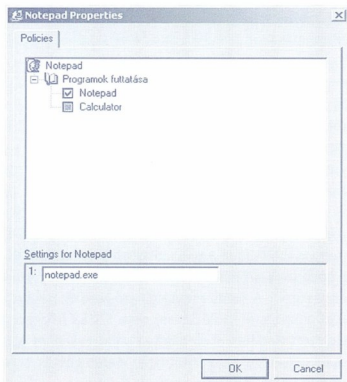 Notepad Properties
Policies
Notepad
Programok futtatása
Notepad
Calculator
Settings for Notepad
1: notepad.exe
OK Cancel